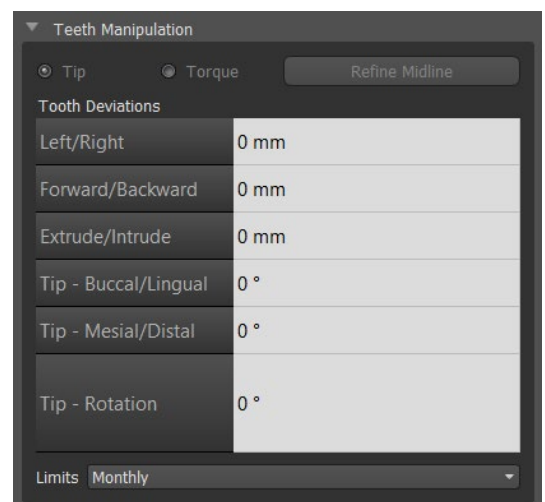 Teeth Manipulation
Tip Torque Refine Midline
Tooth Deviations
Left/Right 0 mm
Forward/Backward 0 mm
Extrude/Intrude 0 mm
Tip - Buccal/Lingual 0 °
Tip - Mesial/Distal 0 °
Tip - Rotation 0 °
Limits Monthly